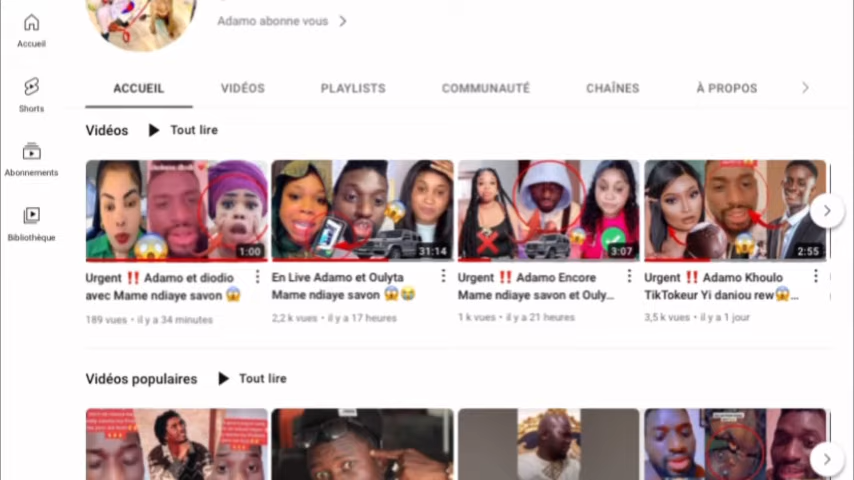 Adamo abonne vous
Accueil
Shorts
Abonnements
Bibliothèque
ACCUEIL
VIDÉOS
PLAYLISTS
COMMUNAUTÉ
CHAÎNES
À PROPOS
Vidéos
Tout lire
1:00
31:14
3:07
2:55
Urgent ‼️ Adamo et diodio
avec Mame ndiaye savon 😱
189 vues • il y a 34 minutes
En Live Adamo et Oulyta
Mame ndiaye savon 😱😭
2,2 k vues • il y a 17 heures
Urgent ‼️ Adamo Encore
Mame ndiaye savon et Ouly...
1 k vues • il y a 21 heures
Urgent ‼️ Adamo Khoulo
TikTokeur Yi daniou rew😱...
3,5 k vues • il y a 1 jour
Vidéos populaires
Tout lire